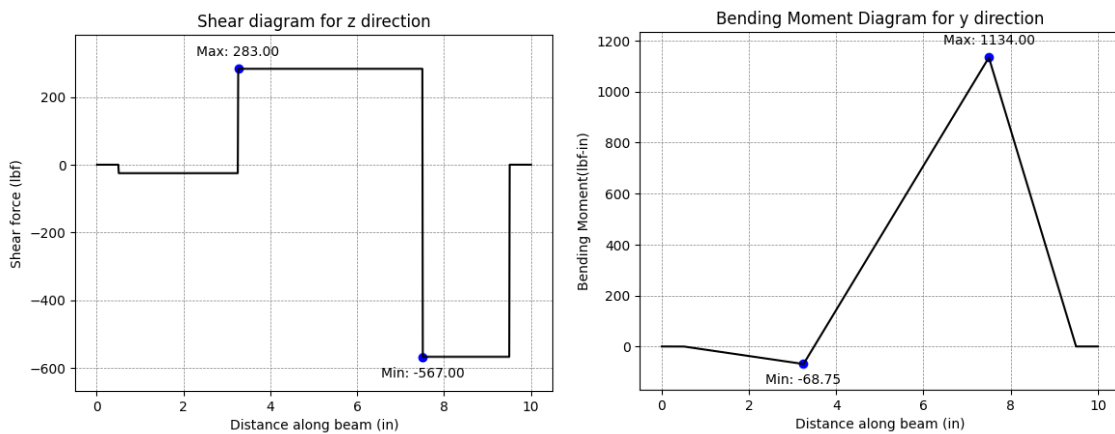 Shear diagram for z direction
Max: 283.00
200
0
−200
−400
−600
Min: -567.00
0
2
4
6
8
10
Shear force (lbf)
Distance along beam (in)
Bending Moment Diagram for y direction
Max: 1134.00
1200
1000
800
600
400
200
0
Min: -68.75
0
2
4
6
8
10
Bending Moment(lbf-in)
Distance along beam (in)